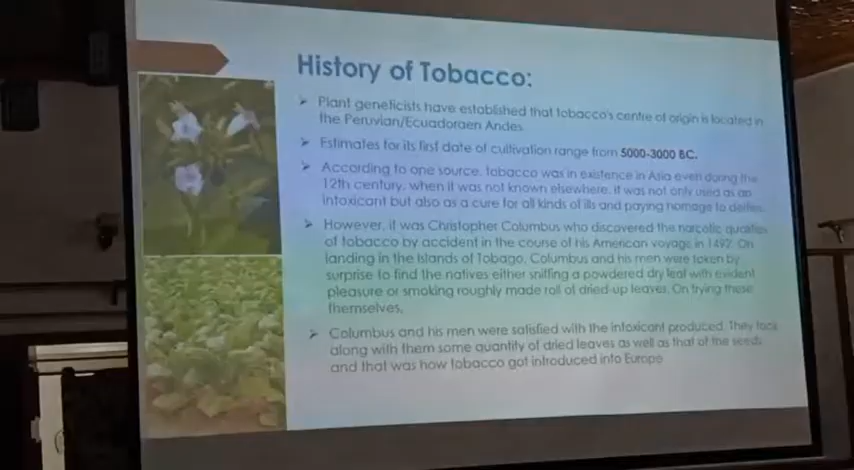 History of Tobacco:
➤ Plant geneticists have established that tobacco's centre of origin is located in
the Peruvian/Ecuadoraen Andes.
➤ Estimates for its first date of cultivation range from 5000-3000 BC.
➤ According to one source, tobacco was in existence in Asia even during the
12th century, when it was not known elsewhere. It was not only used as an
intoxicant but also as a cure for all kinds of ills and paying homage to deities.
➤ However, it was Christopher Columbus who discovered the narcotic qualities
of tobacco by accident in the course of his American voyage in 1492. On
landing in the Islands of Tobago, Columbus and his men were taken by
surprise to find the natives either sniffing a powdered dry leaf with evident
pleasure or smoking roughly made roll of dried-up leaves. On trying these
themselves,
➤ Columbus and his men were satisfied with the intoxicant produced. They took
along with them some quantity of dried leaves as well as that of the seeds
and that was how tobacco got introduced into Europe